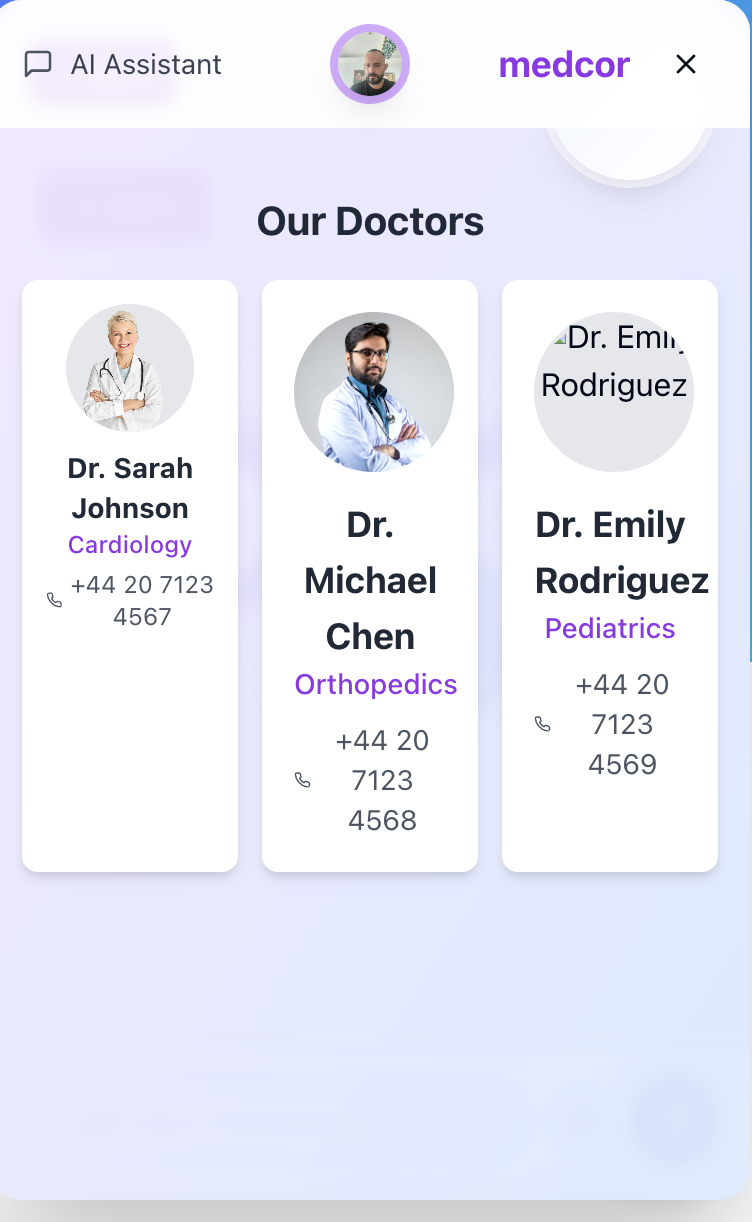 AI Assistant
medcor
Our Doctors
Dr. Sarah
Johnson
Cardiology
+44 20 7123
4567
Dr.
Michael
Chen
Orthopedics
+44 20
7123
4568
Dr. Emily
Rodriguez
Dr. Emily
Rodriguez
Pediatrics
+44 20
7123
4569